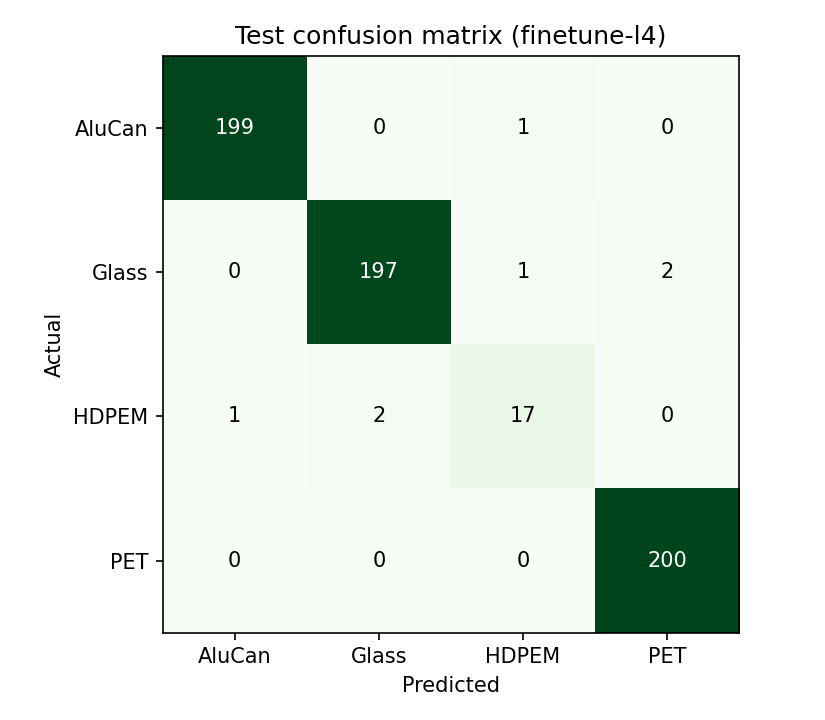 Test confusion matrix (finetune-l4)
Actual
AluCan 199 0 1 0
Glass 0 197 1 2
HDPEM 1 2 17 0
PET 0 0 0 200
AluCan Glass HDPEM PET
Predicted